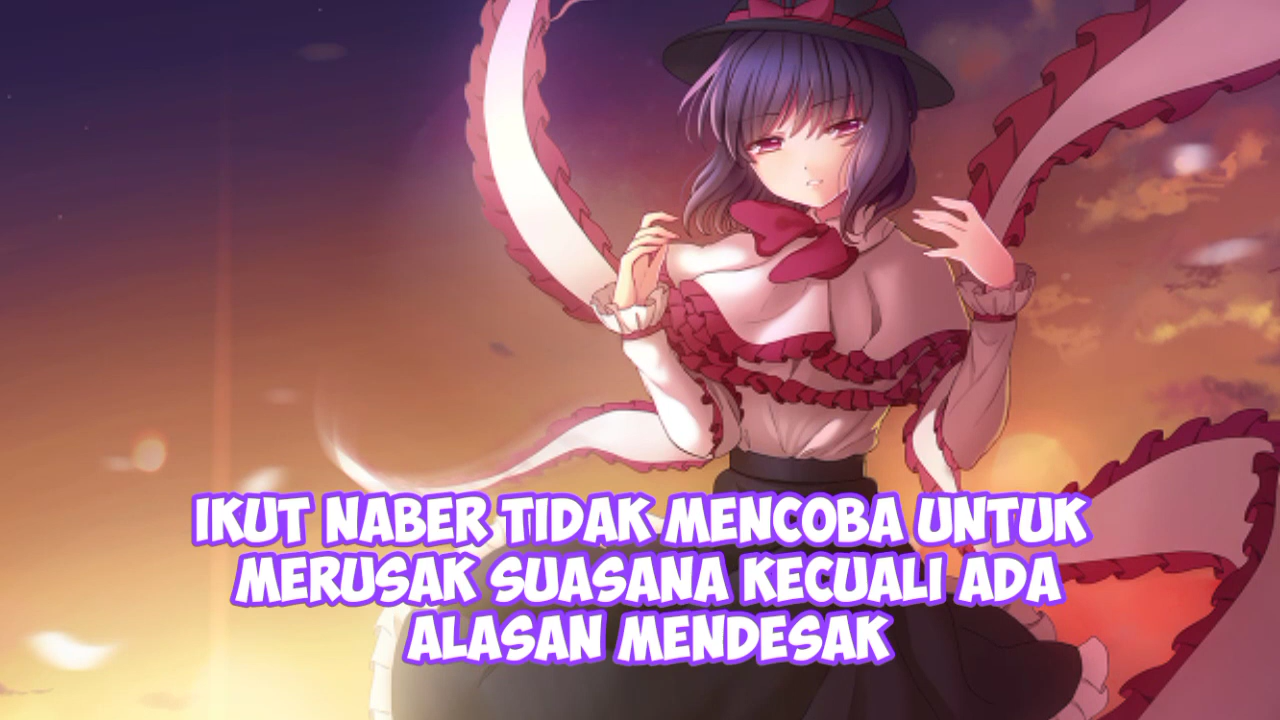 IKUT NABER TIDAK MENCOBA UNTUK
MERUSAK SUASANA KECUALI ADA
ALASAN MENDESAK